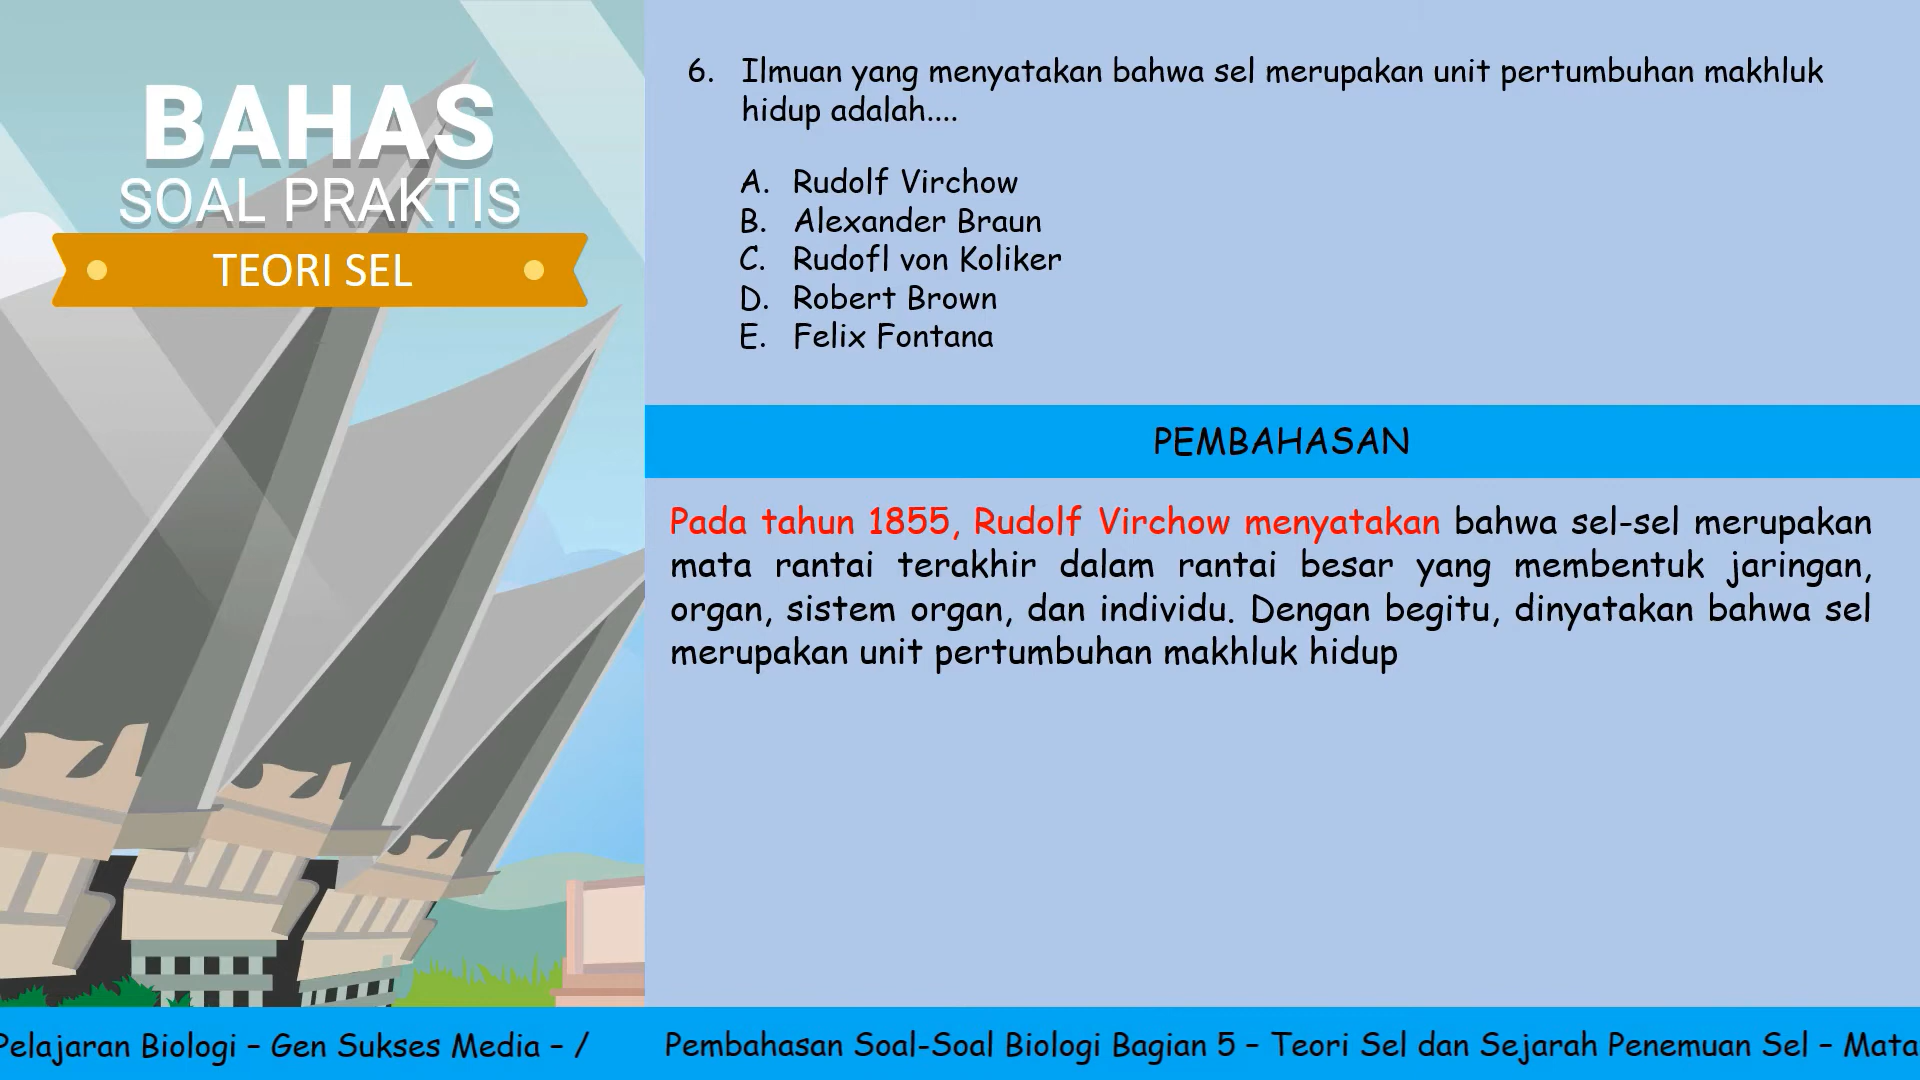 BAHAS
SOAL PRAKTIS
TEORI SEL
6. Ilmuan yang menyatakan bahwa sel merupakan unit pertumbuhan makhluk
hidup adalah....
A. Rudolf Virchow
B. Alexander Braun
C. Rudofl von Koliker
D. Robert Brown
E. Felix Fontana
PEMBAHASAN
Pada tahun 1855, Rudolf Virchow menyatakan bahwa sel-sel merupakan
mata rantai terakhir dalam rantai besar yang membentuk jaringan,
organ, sistem organ, dan individu. Dengan begitu, dinyatakan bahwa sel
merupakan unit pertumbuhan makhluk hidup
Pelajaran Biologi – Gen Sukses Media – / Pembahasan Soal-Soal Biologi Bagian 5 – Teori Sel dan Sejarah Penemuan Sel – Mata